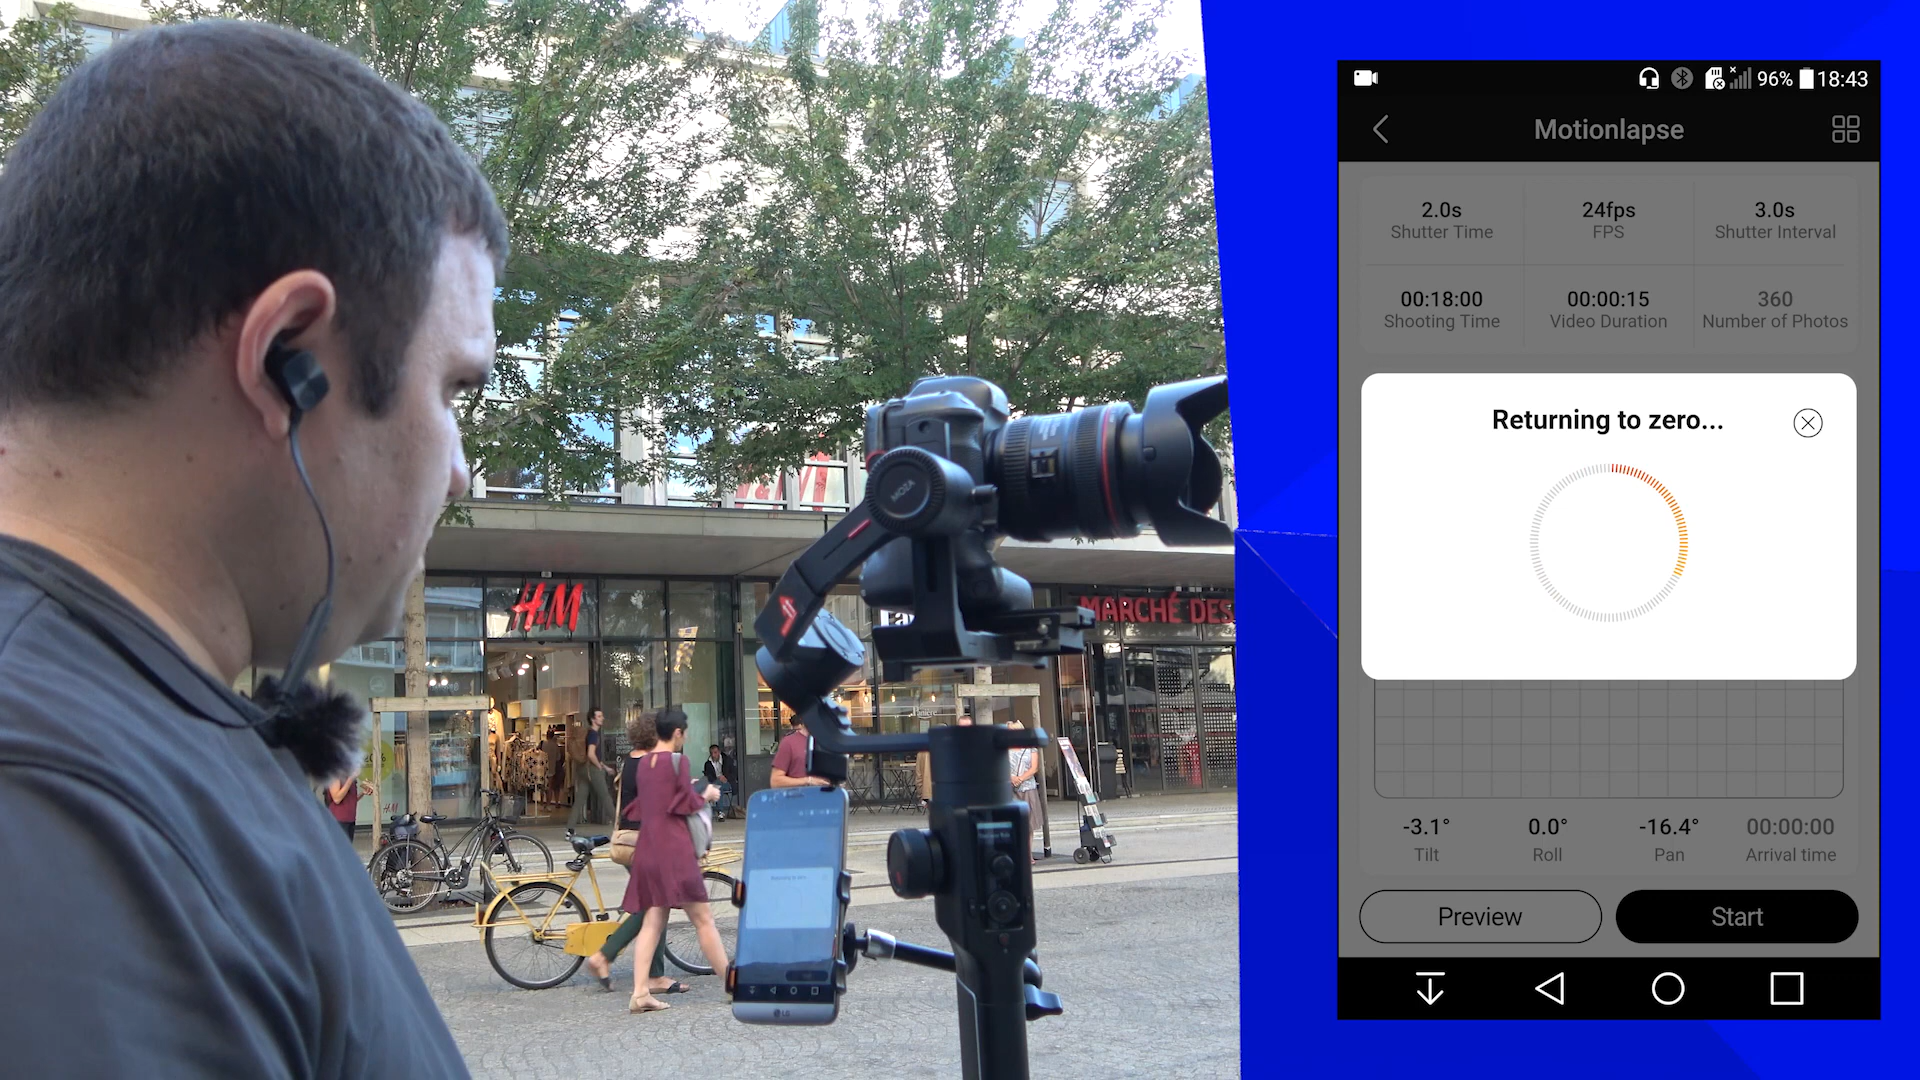 H&M
MARCHÉ DES
MOZA
LG
96% 18:43
Motionlapse
2.0s
Shutter Time
24fps
FPS
3.0s
Shutter Interval
00:18:00
Shooting Time
00:00:15
Video Duration
360
Number of Photos
Returning to zero...
-3.1°
Tilt
0.0°
Roll
-16.4°
Pan
00:00:00
Arrival time
Preview
Start